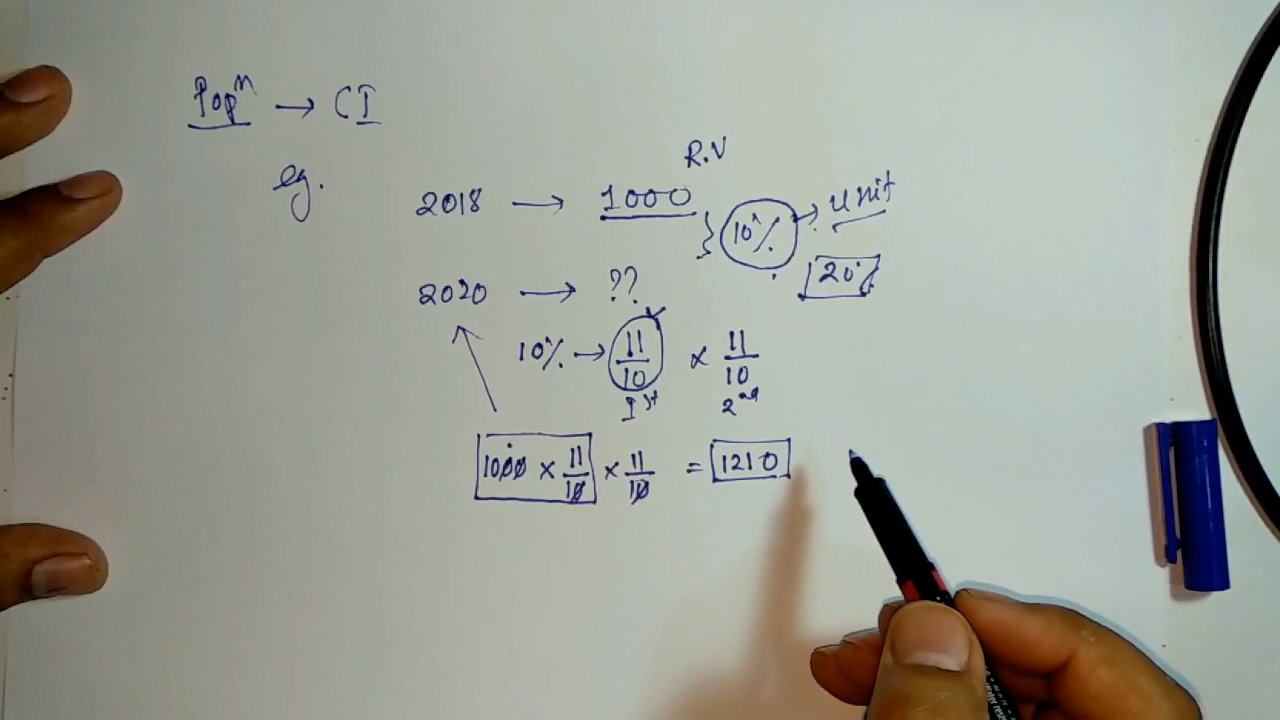 Popⁿ → CI
eg.
R.V
2018 → 1000 } 10% → unit
20%
2020 → ??
10% → 11/10 × 11/10
1st 2nd
1000 × 11/10 × 11/10 = 1210